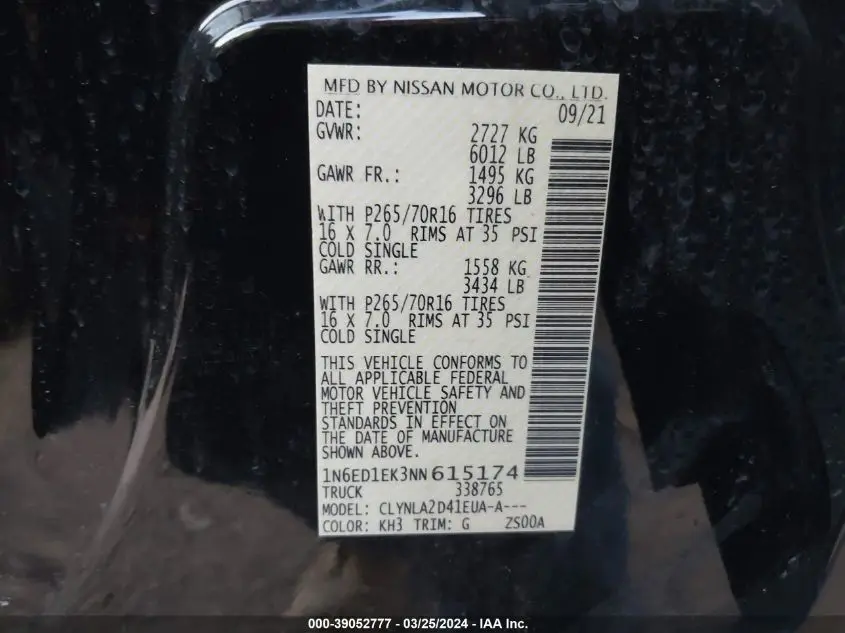 MFD BY NISSAN MOTOR CO., LTD.
DATE: 09/21
GVWR: 2727 KG
6012 LB
GAWR FR.: 1495 KG
3296 LB
WITH P265/70R16 TIRES
16 X 7.0 RIMS AT 35 PSI
COLD SINGLE
GAWR RR.: 1558 KG
3434 LB
WITH P265/70R16 TIRES
16 X 7.0 RIMS AT 35 PSI
COLD SINGLE
THIS VEHICLE CONFORMS TO
ALL APPLICABLE FEDERAL
MOTOR VEHICLE SAFETY AND
THEFT PREVENTION
STANDARDS IN EFFECT ON
THE DATE OF MANUFACTURE
SHOWN ABOVE.
1N6ED1EK3NN615174
TRUCK 338765
MODEL: CLYNLA2D41EUA-A---
COLOR: KH3 TRIM: G ZS00A
000-39052777 - 03/25/2024 - IAA, Inc.